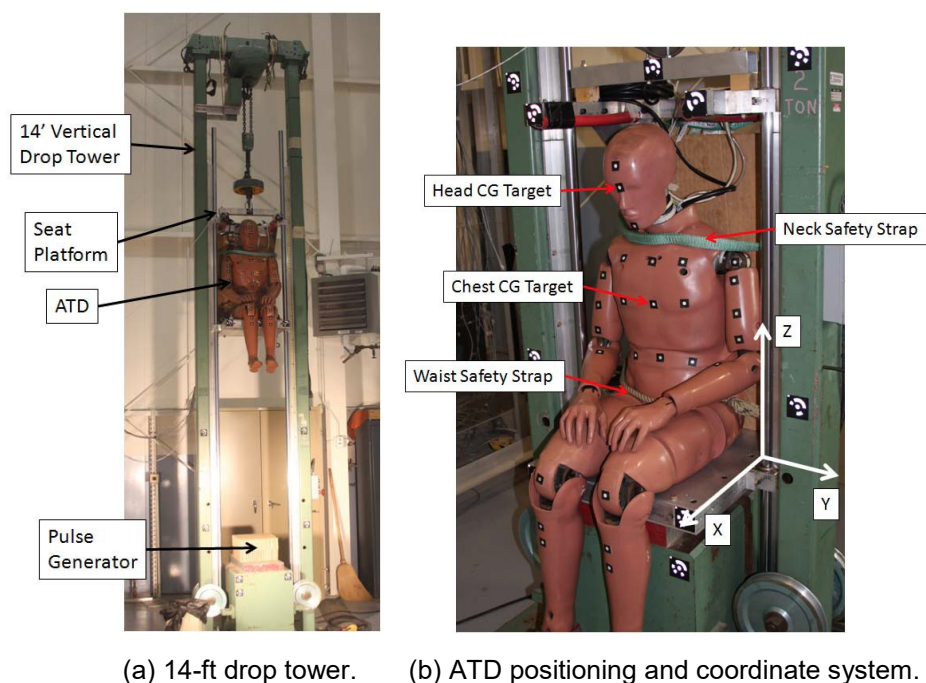 14’ Vertical
Drop Tower
Seat
Platform
ATD
Pulse
Generator
Head CG Target
Neck Safety Strap
Chest CG Target
Waist Safety Strap
Z
Y
X
2
JON
(a) 14-ft drop tower.
(b) ATD positioning and coordinate system.